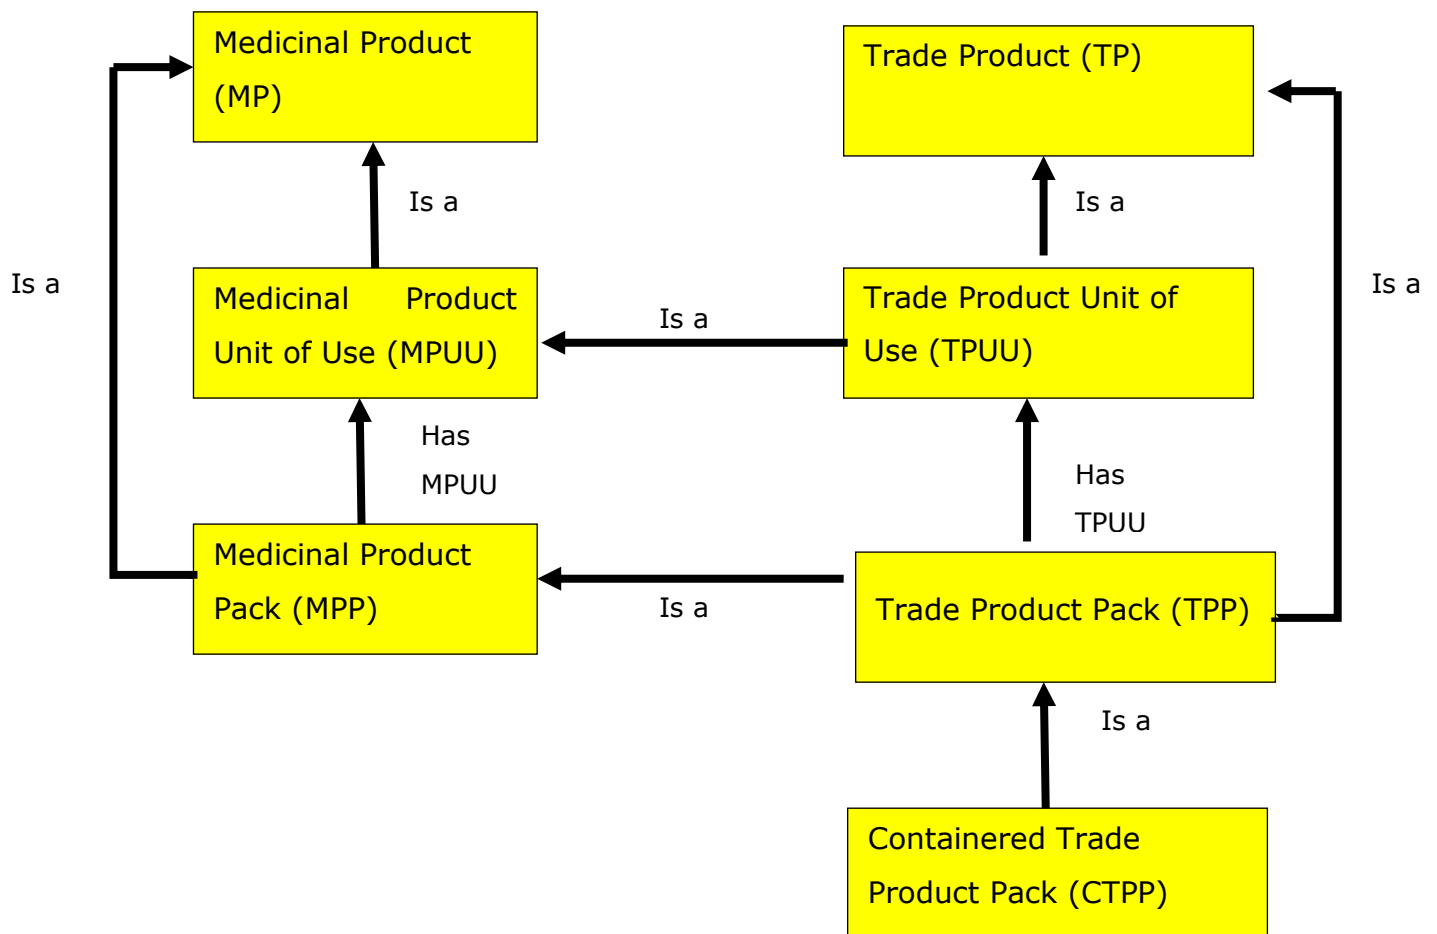 Medicinal Product
(MP)
Trade Product (TP)
Is a
Is a
Is a
Is a
Medicinal Product
Unit of Use (MPUU)
Is a
Trade Product Unit of
Use (TPUU)
Has
MPUU
Has
TPUU
Medicinal Product
Pack (MPP)
Is a
Trade Product Pack (TPP)
Is a
Containered Trade
Product Pack (CTPP)